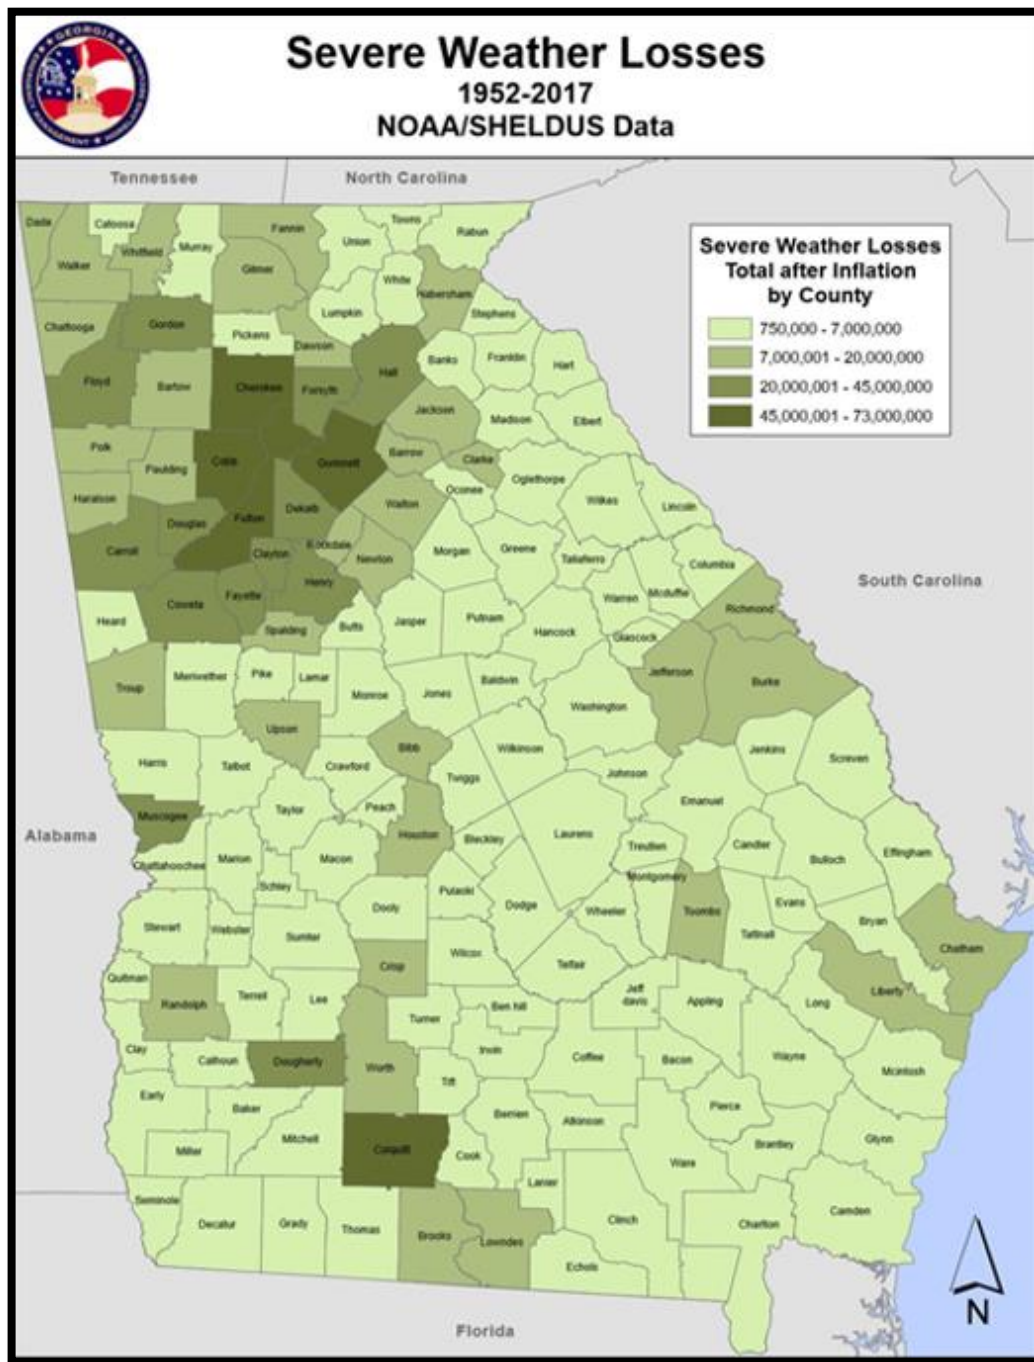 Severe Weather Losses
1952-2017
NOAA/SHELDUS Data
GEORGIA
Tennessee
North Carolina
Severe Weather Losses
Total after Inflation
by County
750,000 - 7,000,000
7,000,001 - 20,000,000
20,000,001 - 45,000,000
45,000,001 - 73,000,000
Dade
Catoosa
Fannin
Towns
Rabun
Whitfield
Murray
Union
Walker
Gilmer
White
Habersham
Lumpkin
Stephens
Chattooga
Gordon
Pickens
Dawson
Hall
Banks
Franklin
Hart
Floyd
Bartow
Cherokee
Forsyth
Jackson
Madison
Elbert
Polk
Paulding
Cobb
Gwinnett
Barrow
Clarke
Oglethorpe
Haralson
Oconee
Wilkes
Lincoln
Douglas
Fulton
Dekalb
Walton
Carroll
Clayton
Rockdale
Newton
Morgan
Greene
Taliaferro
Columbia
South Carolina
Henry
Fayette
Coweta
Warren
Mcduffie
Richmond
Heard
Spalding
Butts
Jasper
Putnam
Hancock
Glascock
Troup
Meriwether
Pike
Lamar
Monroe
Jones
Baldwin
Jefferson
Burke
Washington
Upson
Bibb
Wilkinson
Jenkins
Screven
Harris
Talbot
Crawford
Twiggs
Johnson
Emanuel
Muscogee
Taylor
Peach
Alabama
Houston
Bleckley
Laurens
Treutlen
Candler
Bulloch
Effingham
Chattahoochee
Marion
Macon
Schley
Pulaski
Montgomery
Dooly
Dodge
Wheeler
Toombs
Evans
Bryan
Stewart
Webster
Sumter
Tattnall
Chatham
Wilcox
Telfair
Crisp
Quitman
Randolph
Terrell
Lee
Jeff
davis
Appling
Long
Liberty
Turner
Ben hill
Clay
Calhoun
Dougherty
Worth
Irwin
Coffee
Bacon
Wayne
Mcintosh
Tift
Early
Baker
Berrien
Atkinson
Pierce
Mitchell
Miller
Colquitt
Cook
Brantley
Glynn
Ware
Lanier
Seminole
Decatur
Grady
Thomas
Brooks
Lowndes
Clinch
Charlton
Camden
Echols
Florida
N